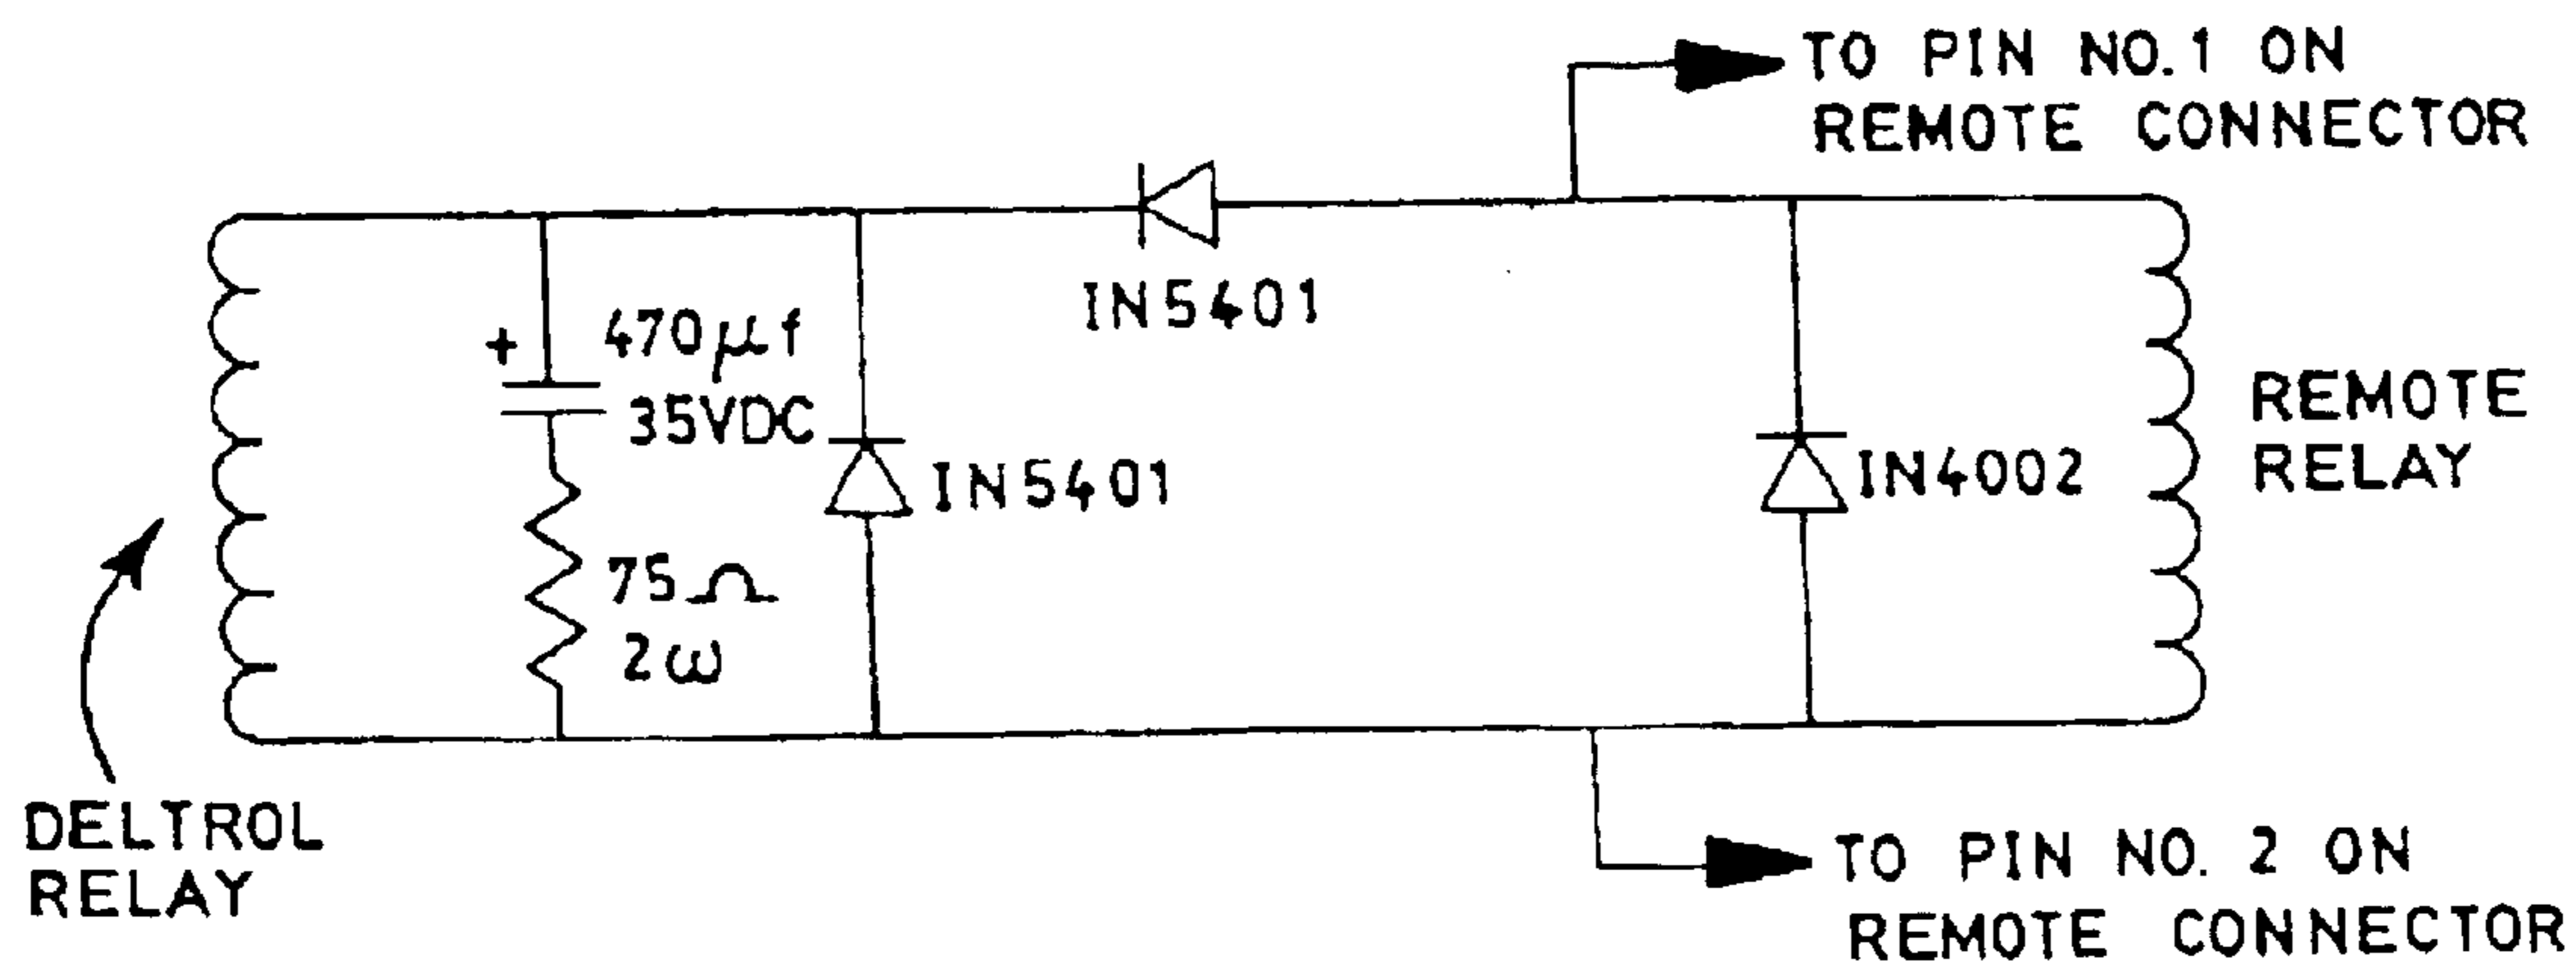 TO PIN NO.1 ON
REMOTE CONNECTOR
IN5401
+
470μf
35VDC
IN5401
IN4002
REMOTE
RELAY
75Ω
2ω
DELTROL
RELAY
TO PIN NO. 2 ON
REMOTE CONNECTOR